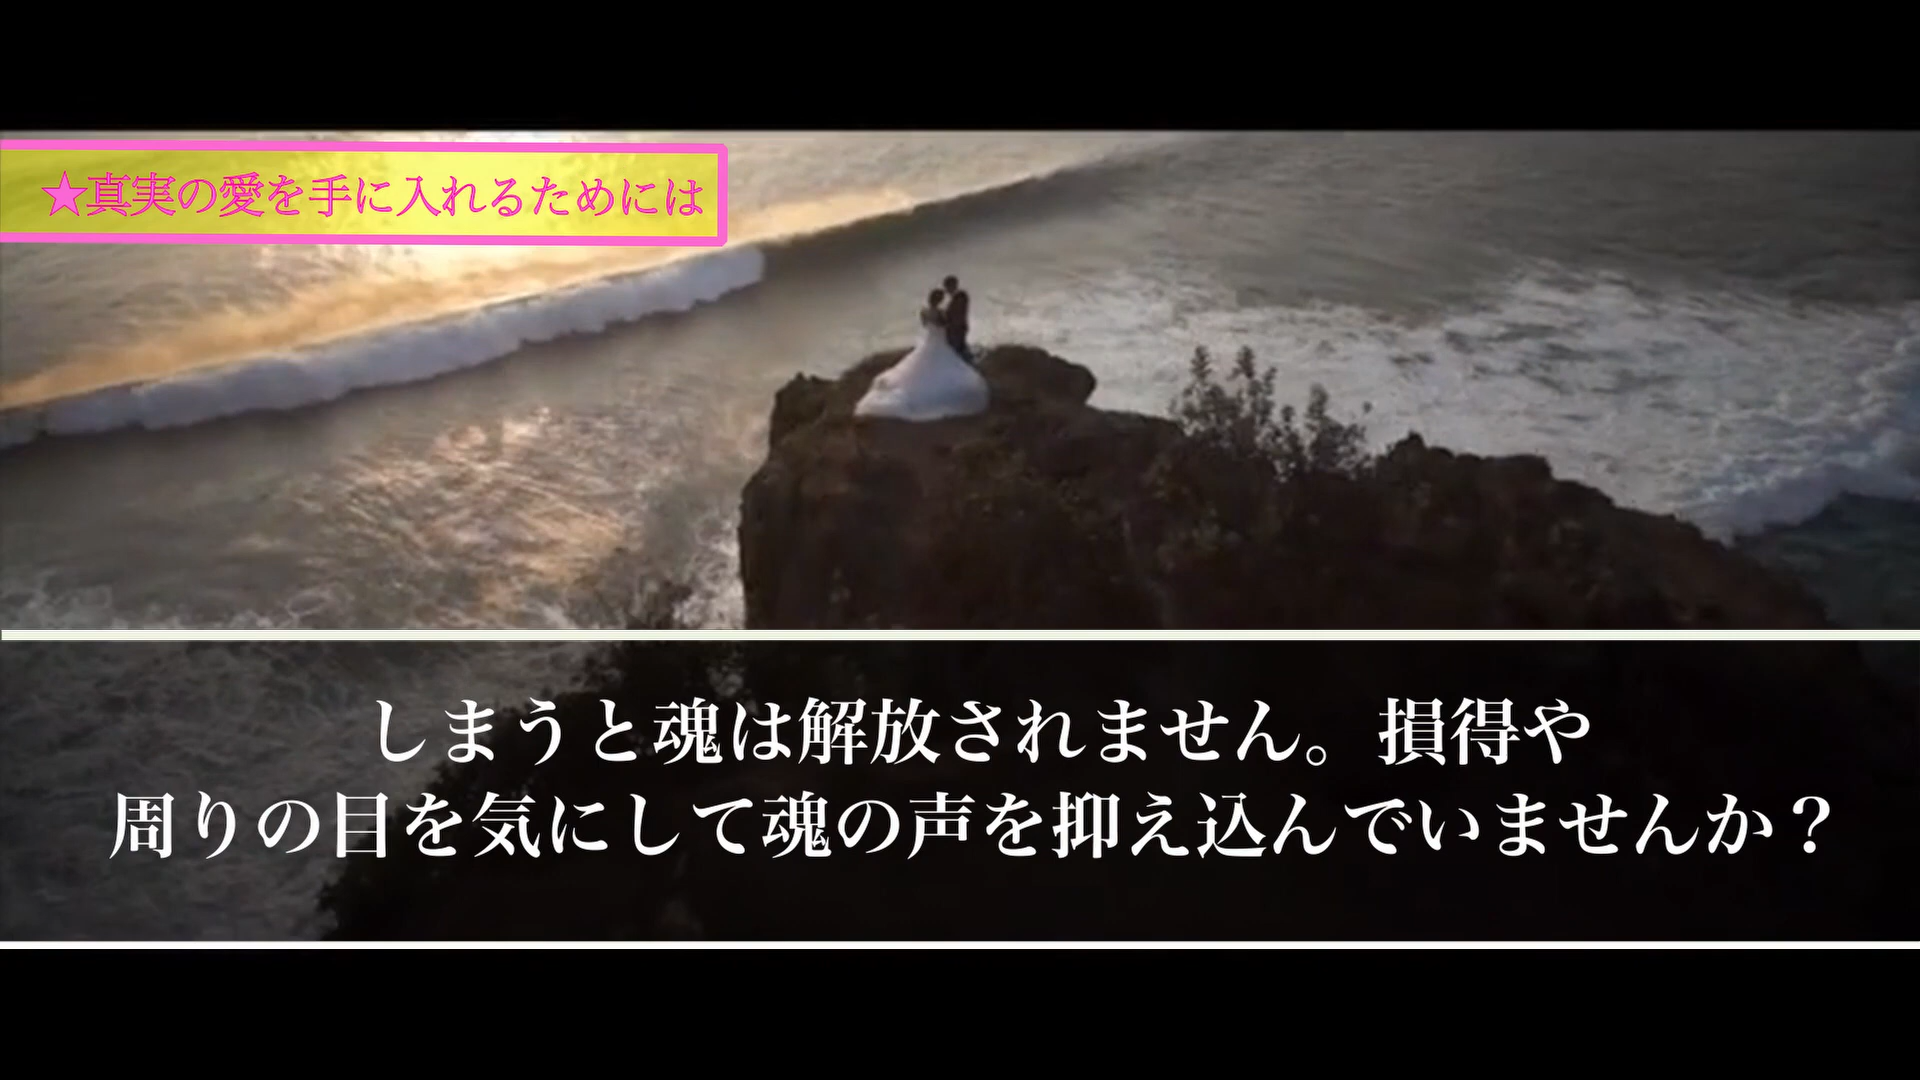 ★真実の愛を手に入れるためには
しまうと魂は解放されません。損得や
周りの目を気にして魂の声を抑え込んでいませんか？